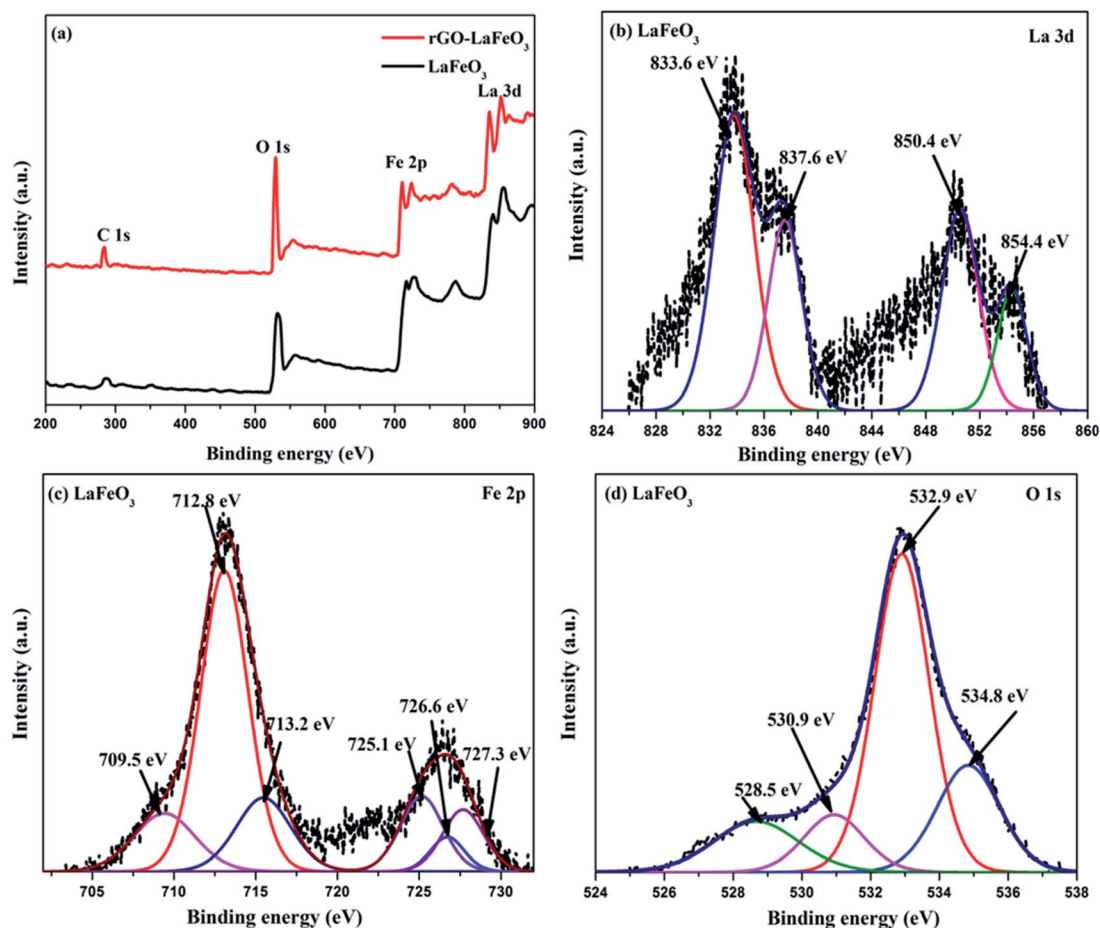 (a)
rGO-LaFeO3
LaFeO3
La 3d
O 1s
Fe 2p
C 1s
Intensity (a.u.)
200 300 400 500 600 700 800 900
Binding energy (eV)
(b) LaFeO3
La 3d
833.6 eV
837.6 eV
850.4 eV
854.4 eV
Intensity (a.u.)
824 828 832 836 840 844 848 852 856 860
Binding energy (eV)
(c) LaFeO3
Fe 2p
712.8 eV
713.2 eV
709.5 eV
726.6 eV
725.1 eV
727.3 eV
Intensity (a.u.)
705 710 715 720 725 730
Binding energy (eV)
(d) LaFeO3
O 1s
532.9 eV
534.8 eV
530.9 eV
528.5 eV
Intensity (a.u.)
524 526 528 530 532 534 536 538
Binding energy (eV)